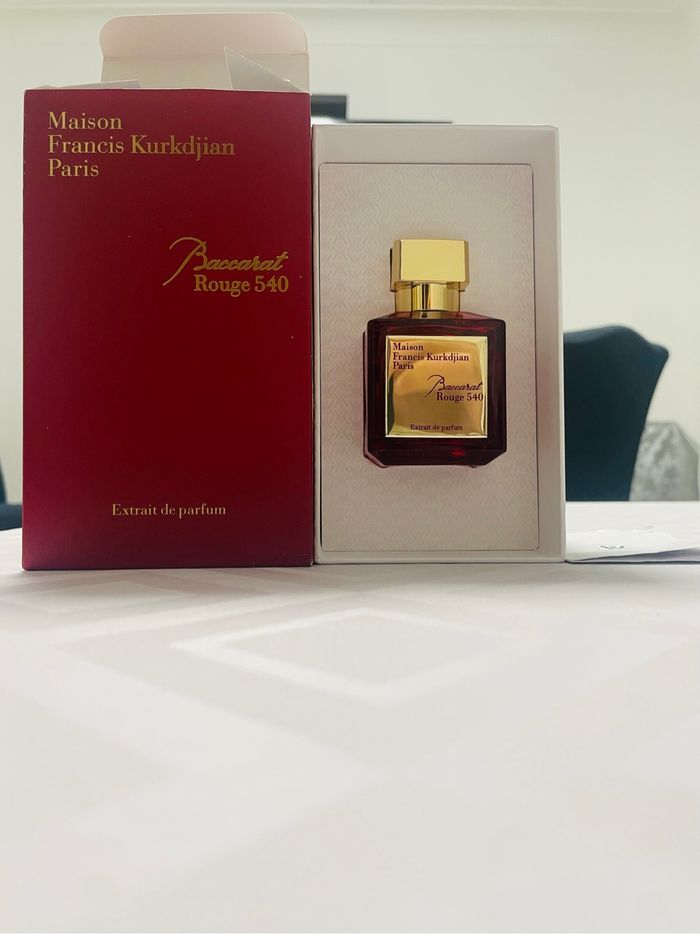 Maison
Francis Kurkdjian
Paris
Baccarat
Rouge 540
Extrait de parfum
Maison
Francis Kurkdjian
Paris
Baccarat
Rouge 540
Extrait de parfum